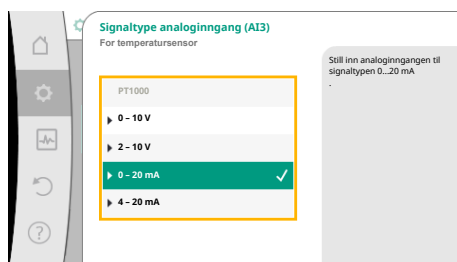 Signaltype analoginngang (AI3)
For temperatursensor
PT1000
0 – 10 V
2 – 10 V
0 – 20 mA
4 – 20 mA
Still inn analoginngangen til
signaltypen 0...20 mA
.